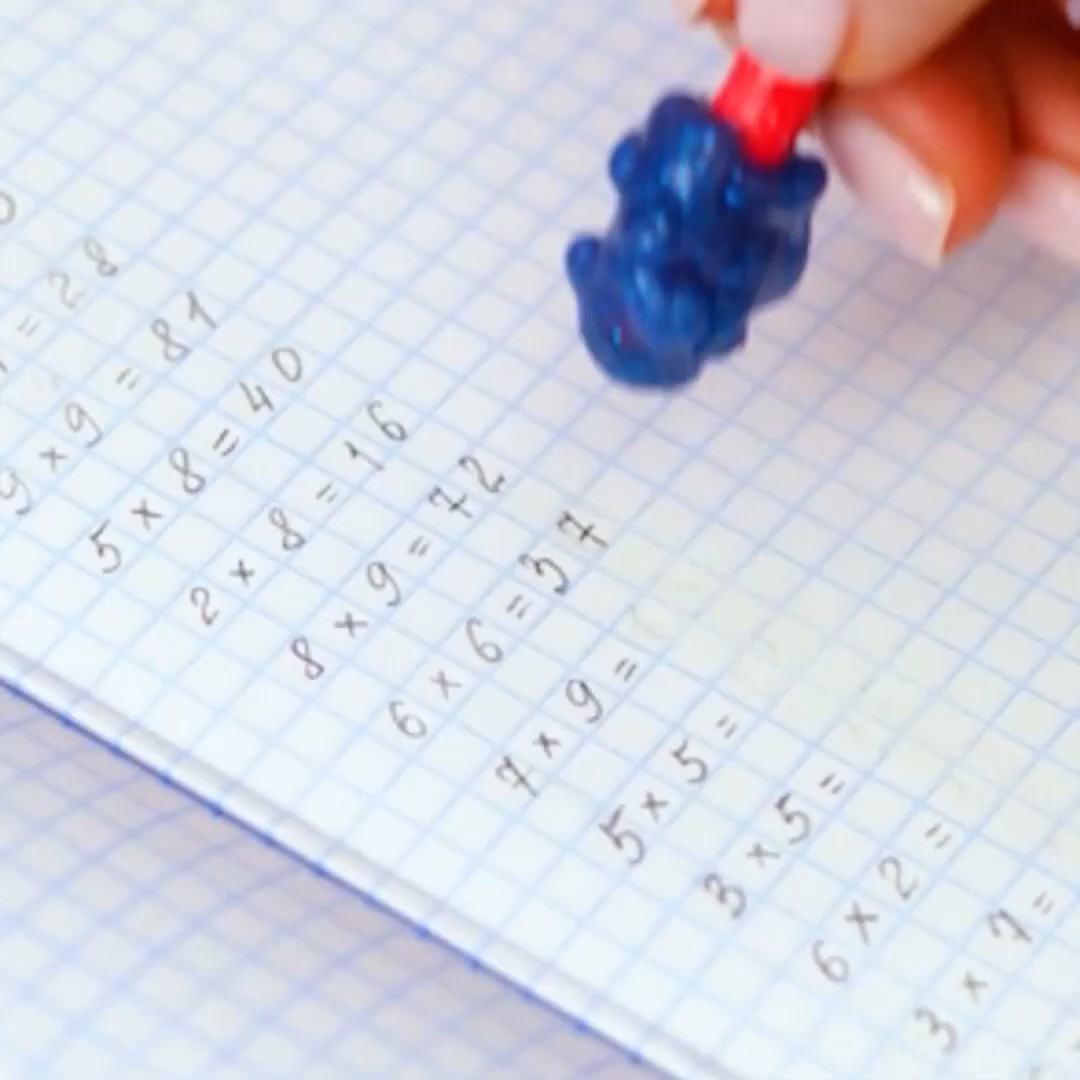 0
= 28
9 × 9 = 81
5 × 8 = 40
2 × 8 = 16
8 × 9 = 72
6 × 6 = 37
7 × 9 =
5 × 5 =
3 × 5 =
6 × 2 =
3 × 7 =